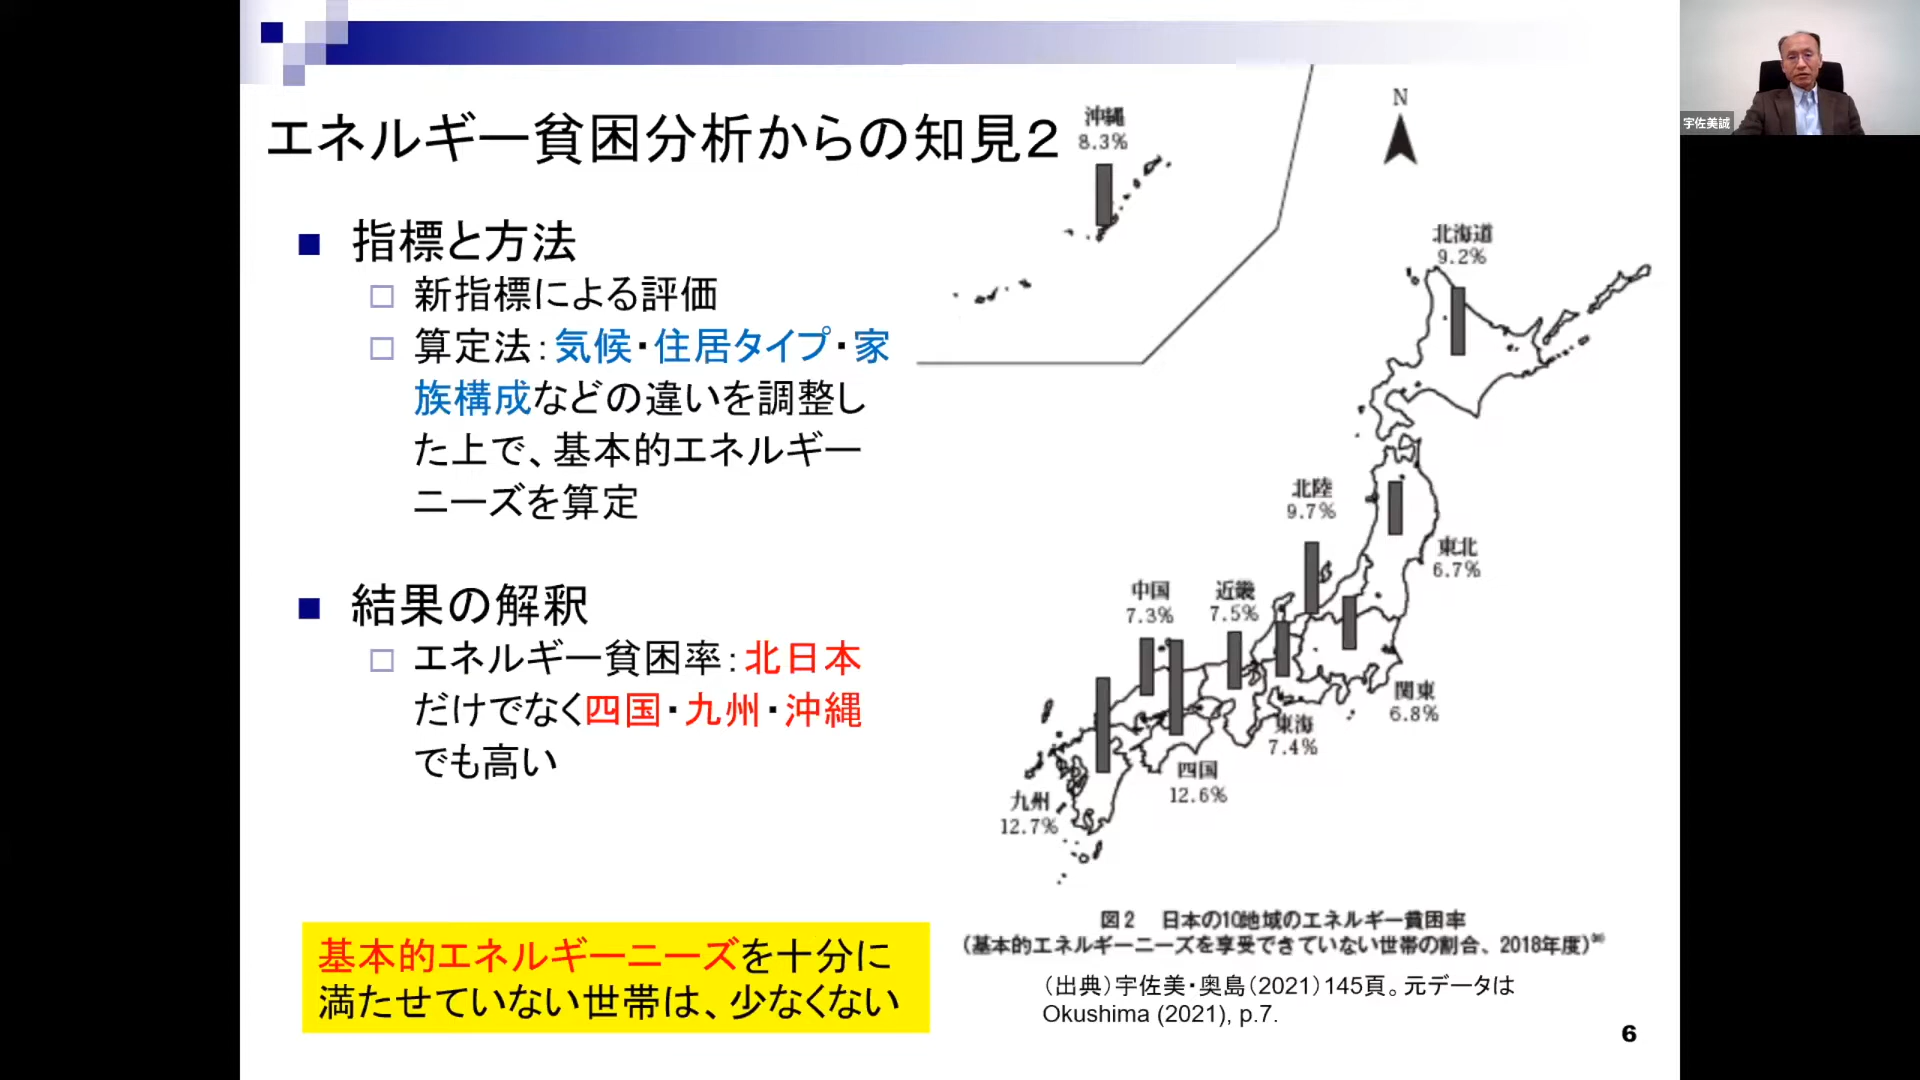 エネルギー貧困分析からの知見２
■ 指標と方法
□ 新指標による評価
□ 算定法：気候・住居タイプ・家
族構成などの違いを調整し
た上で、基本的エネルギー
ニーズを算定
■ 結果の解釈
□ エネルギー貧困率：北日本
だけでなく四国・九州・沖縄
でも高い
基本的エネルギーニーズを十分に
満たせていない世帯は、少なくない
沖縄
8.3%
N
北海道
9.2%
北陸
9.7%
東北
6.7%
中国
7.3%
近畿
7.5%
関東
6.8%
東海
7.4%
四国
12.6%
九州
12.7%
図２　日本の10地域のエネルギー貧困率
（基本的エネルギーニーズを享受できていない世帯の割合、2018年度）
（出典）宇佐美・奥島（2021）145頁。元データは
Okushima (2021), p.7.
6
宇佐美誠